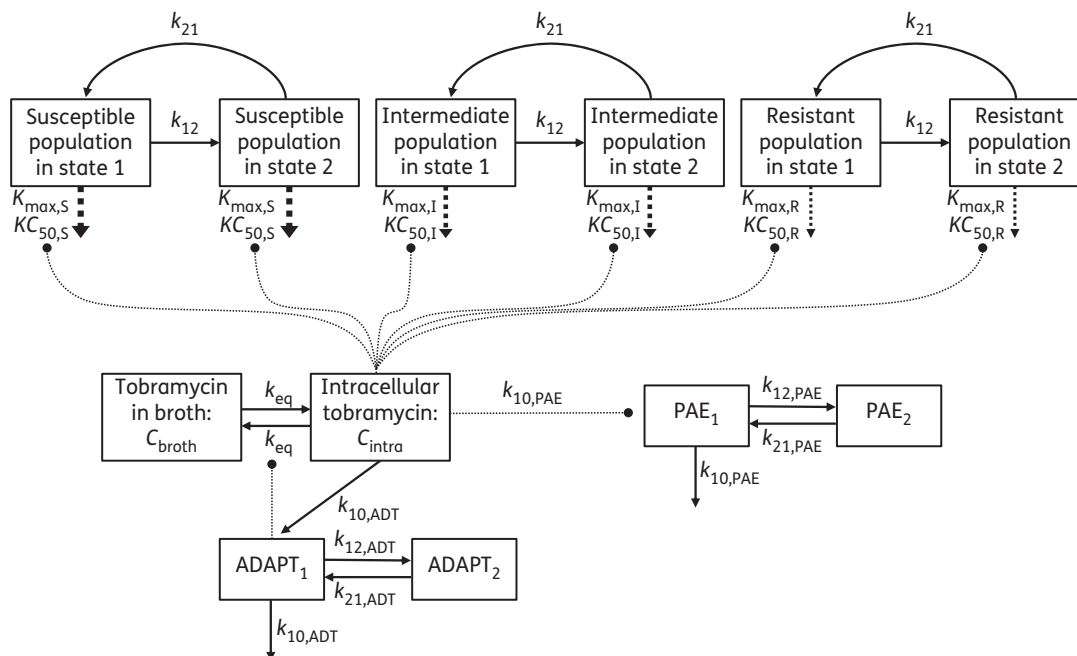 k21
k21
k21
Susceptible
population
in state 1
k12
Susceptible
population
in state 2
Intermediate
population
in state 1
k12
Intermediate
population
in state 2
Resistant
population
in state 1
k12
Resistant
population
in state 2
Kmax,S
KC50,S
Kmax,S
KC50,S
Kmax,I
KC50,I
Kmax,I
KC50,I
Kmax,R
KC50,R
Kmax,R
KC50,R
Tobramycin
in broth:
Cbroth
keq
keq
Intracellular
tobramycin:
Cintra
k10,PAE
PAE1
k12,PAE
k21,PAE
PAE2
k10,PAE
k10,ADT
ADAPT1
k12,ADT
k21,ADT
ADAPT2
k10,ADT